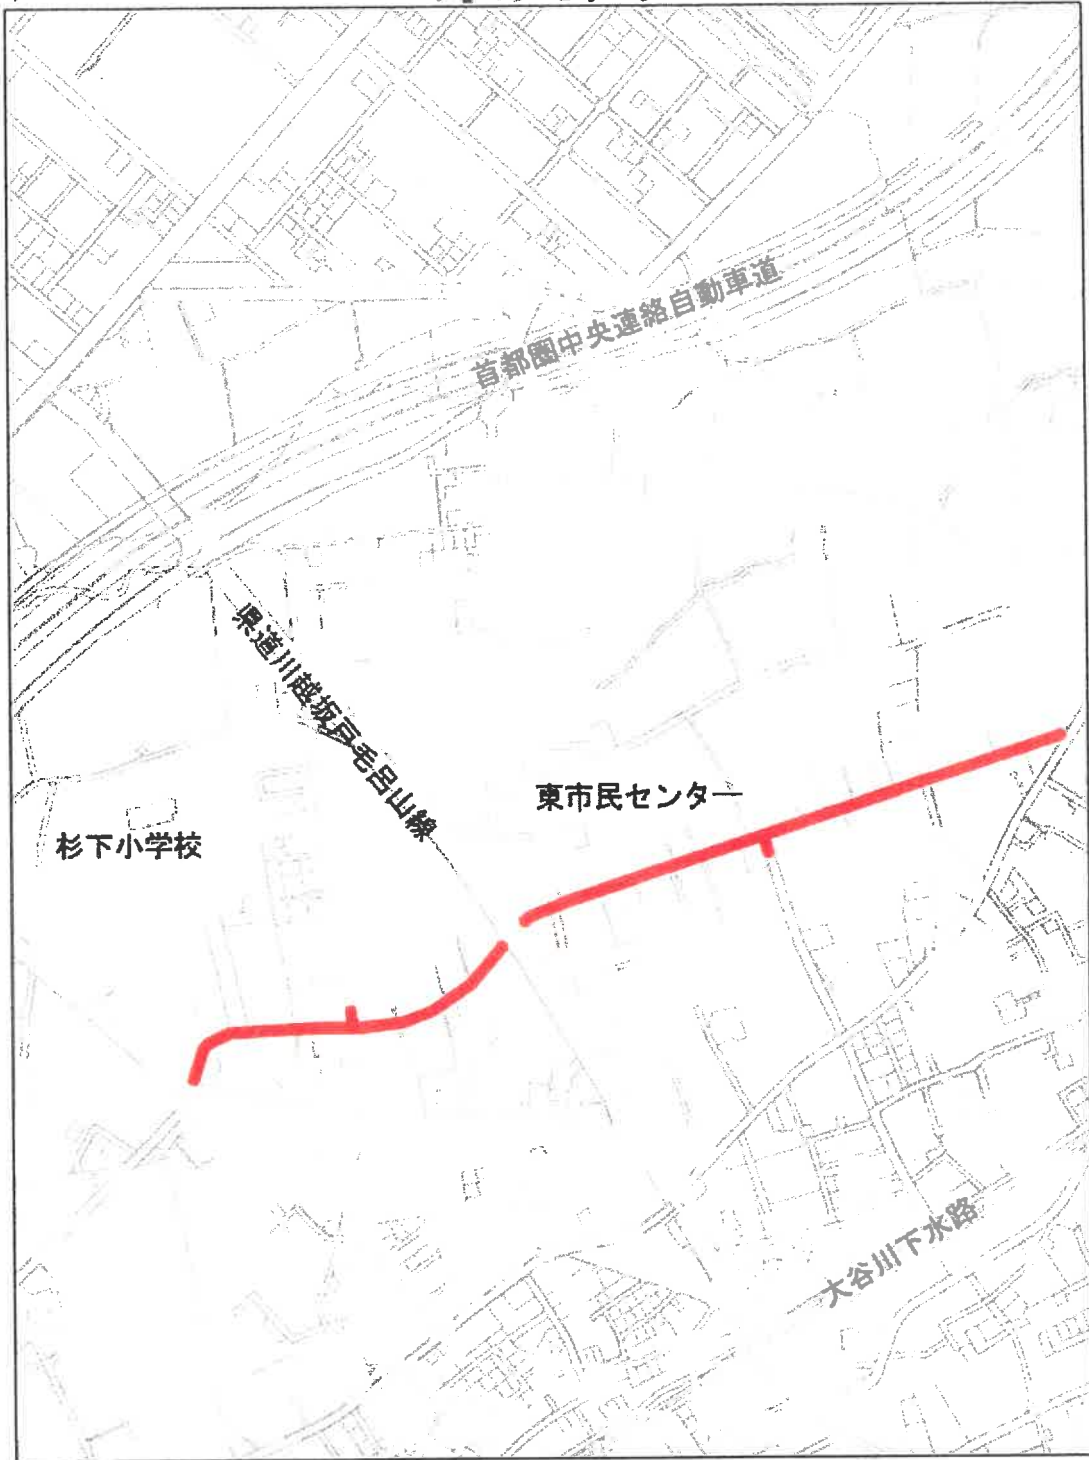 首都圏中央連絡自動車道
県道川越坂戸毛呂山線
東市民センター
杉下小学校
大谷川下水路